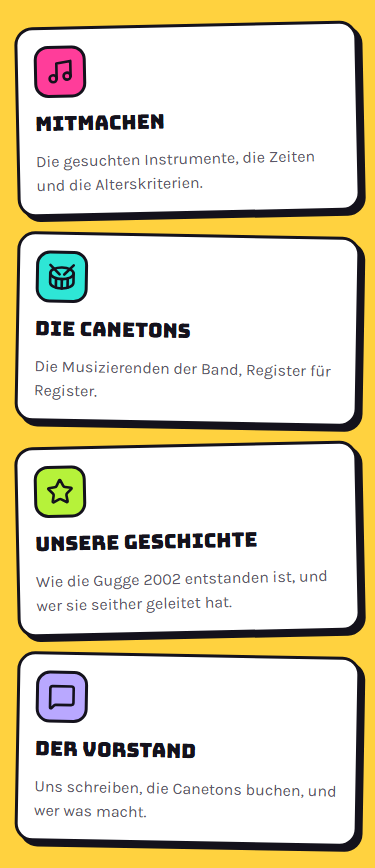 MITMACHEN
Die gesuchten Instrumente, die Zeiten
und die Alterskriterien.
DIE CANETONS
Die Musizierenden der Band, Register für
Register.
UNSERE GESCHICHTE
Wie die Gugge 2002 entstanden ist, und
wer sie seither geleitet hat.
DER VORSTAND
Uns schreiben, die Canetons buchen, und
wer was macht.